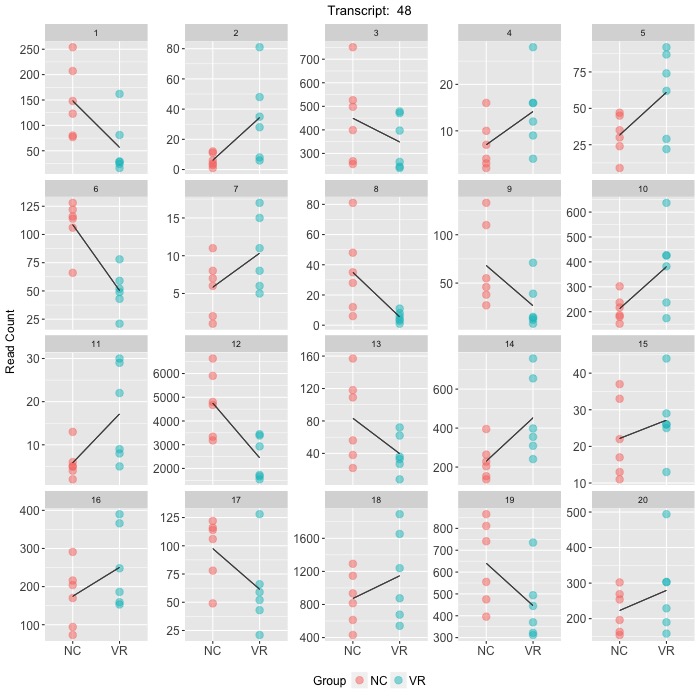 Transcript: 48
1 2 3 4 5
250 80 700 20 75
200 60 600 10 50
150 40 500 25
100 20 400
50 0 300
6 7 8 9 10
125 15 80 100 600
100 10 60 50 500
75 5 40 400
50 20 300
25 0 200
Read Count
11 12 13 14 15
30 6000 160 600 40
20 5000 120 400 30
10 4000 80 200 20
3000 40 10
2000
16 17 18 19 20
400 125 1600 800 500
300 100 1200 700 400
200 75 800 600 300
100 50 400 500 200
25 400
300
NC VR NC VR NC VR NC VR NC VR
Group NC VR